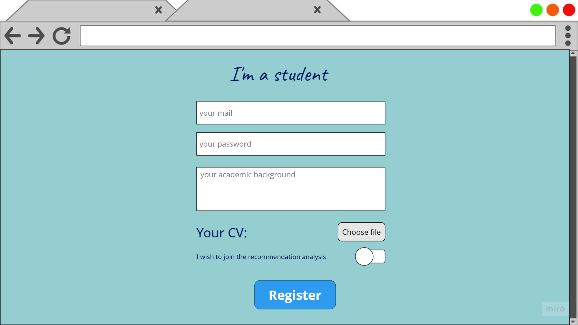 I'm a student
your mail
your password
your academic background
Your CV:
Choose file
I wish to join the recommendation analysis
Register
miro